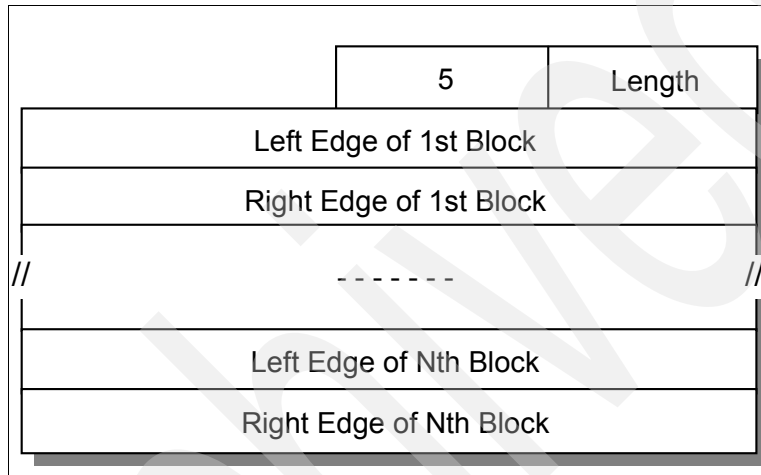 5 Length
Left Edge of 1st Block
Right Edge of 1st Block
// - - - - - - - //
Left Edge of Nth Block
Right Edge of Nth Block